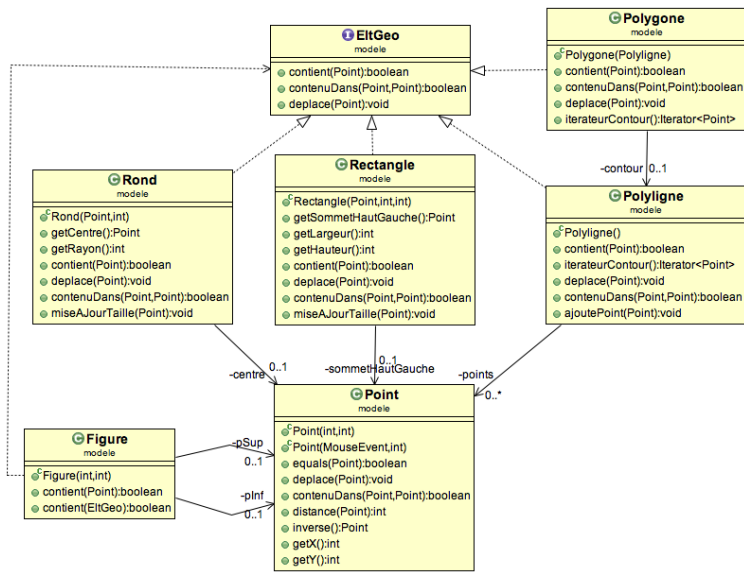 EltGeo
modele
contient(Point):boolean
contenuDans(Point,Point):boolean
deplace(Point):void
Polygone
modele
Polygone(Polyligne)
contient(Point):boolean
contenuDans(Point,Point):boolean
deplace(Point):void
iterateurContour():Iterator<Point>
-contour 0..1
Rond
modele
Rond(Point,int)
getCentre():Point
getRayon():int
contient(Point):boolean
deplace(Point):void
contenuDans(Point,Point):boolean
miseAJourTaille(Point):void
Rectangle
modele
Rectangle(Point,int,int)
getSommetHautGauche():Point
getLargeur():int
getHauteur():int
contient(Point):boolean
deplace(Point):void
contenuDans(Point,Point):boolean
miseAJourTaille(Point):void
Polyligne
modele
Polyligne()
contient(Point):boolean
iterateurContour():Iterator<Point>
deplace(Point):void
contenuDans(Point,Point):boolean
ajoutePoint(Point):void
0..1
-centre
0..1
-sommetHautGauche
-points
0..*
Point
modele
Point(int,int)
Point(MouseEvent,int)
equals(Point):boolean
deplace(Point):void
contenuDans(Point,Point):boolean
distance(Point):int
inverse():Point
getX():int
getY():int
Figure
modele
Figure(int,int)
contient(Point):boolean
contient(EltGeo):boolean
-pSup
0..1
-pInf
0..1